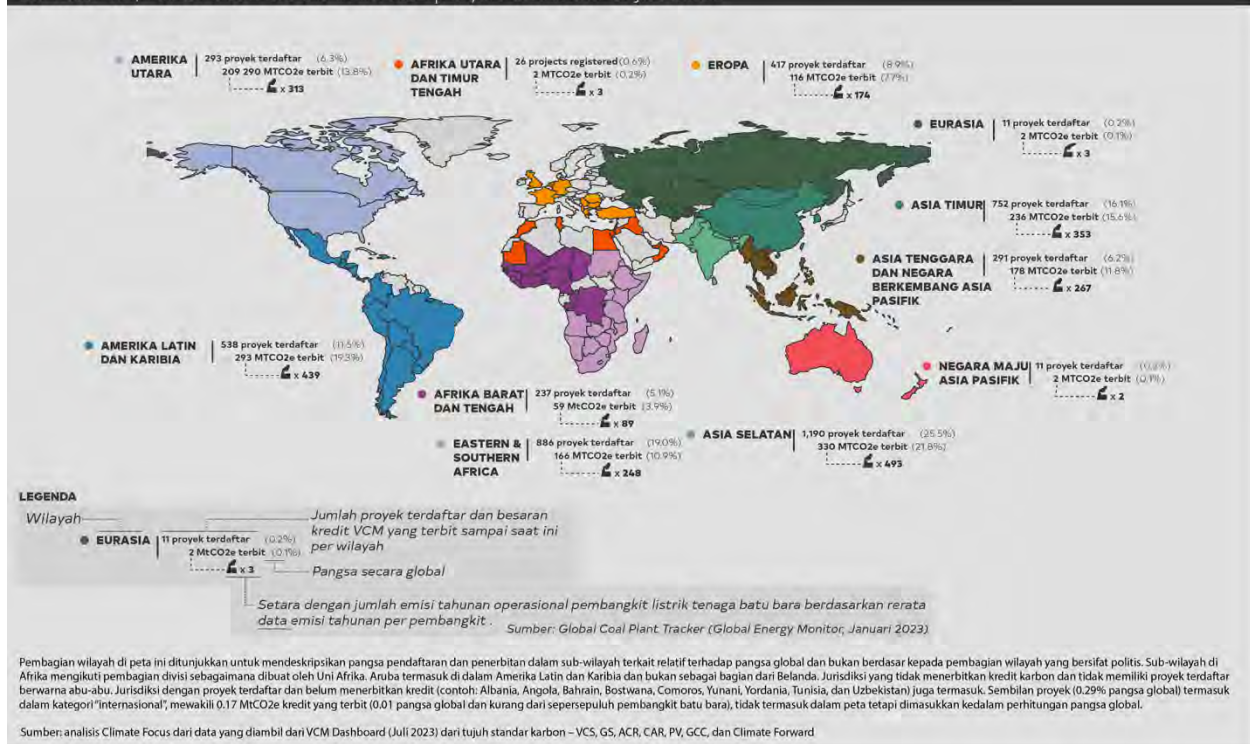 AMERIKA
UTARA
293 proyek terdaftar (6.3%)
209 290 MTCO2e terbit (13.8%)
x 313
AFRIKA UTARA
DAN TIMUR
TENGAH
26 projects registered (0.6%)
2 MTCO2e terbit (0.2%)
x 3
EROPA
417 proyek terdaftar (8.9%)
116 MTCO2e terbit (7.7%)
x 174
EURASIA
11 proyek terdaftar (0.2%)
2 MTCO2e terbit (0.1%)
x 3
ASIA TIMUR
752 proyek terdaftar (16.1%)
236 MTCO2e terbit (15.6%)
x 353
ASIA TENGGARA
DAN NEGARA
BERKEMBANG ASIA
PASIFIK
291 proyek terdaftar (6.2%)
178 MTCO2e terbit (11.8%)
x 267
AMERIKA LATIN
DAN KARIBIA
538 proyek terdaftar (11.5%)
293 MTCO2e terbit (19.3%)
x 439
NEGARA MAJU
ASIA PASIFIK
11 proyek terdaftar
2 MTCO2e terbit (0.1%)
x 2
AFRIKA BARAT
DAN TENGAH
237 proyek terdaftar (5.1%)
59 MtCO2e terbit (3.9%)
x 89
EASTERN &
SOUTHERN
AFRICA
886 proyek terdaftar (19.0%)
166 MTCO2e terbit (10.9%)
x 248
ASIA SELATAN
1,190 proyek terdaftar (25.5%)
330 MTCO2e terbit (21.8%)
x 493
LEGENDA
Wilayah
EURASIA
11 proyek terdaftar (0.2%)
2 MtCO2e terbit (0.1%)
x 3
Jumlah proyek terdaftar dan besaran
kredit VCM yang terbit sampai saat ini
per wilayah
Pangsa secara global
Setara dengan jumlah emisi tahunan operasional pembangkit listrik tenaga batu bara berdasarkan rerata
data emisi tahunan per pembangkit .
Sumber: Global Coal Plant Tracker (Global Energy Monitor, Januari 2023)
Pembagian wilayah di peta ini ditunjukkan untuk mendeskripsikan pangsa pendaftaran dan penerbitan dalam sub-wilayah terkait relatif terhadap pangsa global dan bukan berdasar kepada pembagian wilayah yang bersifat politis. Sub-wilayah di
Afrika mengikuti pembagian divisi sebagaimana dibuat oleh Uni Afrika. Aruba termasuk di dalam Amerika Latin dan Karibia dan bukan sebagai bagian dari Belanda. Jurisdiksi yang tidak menerbitkan kredit karbon dan tidak memiliki proyek terdaftar
berwarna abu-abu. Jurisdiksi dengan proyek terdaftar dan belum menerbitkan kredit (contoh: Albania, Angola, Bahrain, Bostwana, Comoros, Yunani, Yordania, Tunisia, dan Uzbekistan) juga termasuk. Sembilan proyek (0.29% pangsa global) termasuk
dalam kategori "internasional", mewakili 0.17 MtCO2e kredit yang terbit (0.01 pangsa global dan kurang dari sepersepuluh pembangkit batu bara), tidak termasuk dalam peta tetapi dimasukkan kedalam perhitungan pangsa global.
Sumber: analisis Climate Focus dari data yang diambil dari VCM Dashboard (Juli 2023) dari tujuh standar karbon – VCS, GS, ACR, CAR, PV, GCC, dan Climate Forward